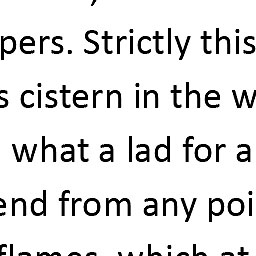 pers. Strictly this
s cistern in the w
what a lad for a
end from any poi
flames, which at